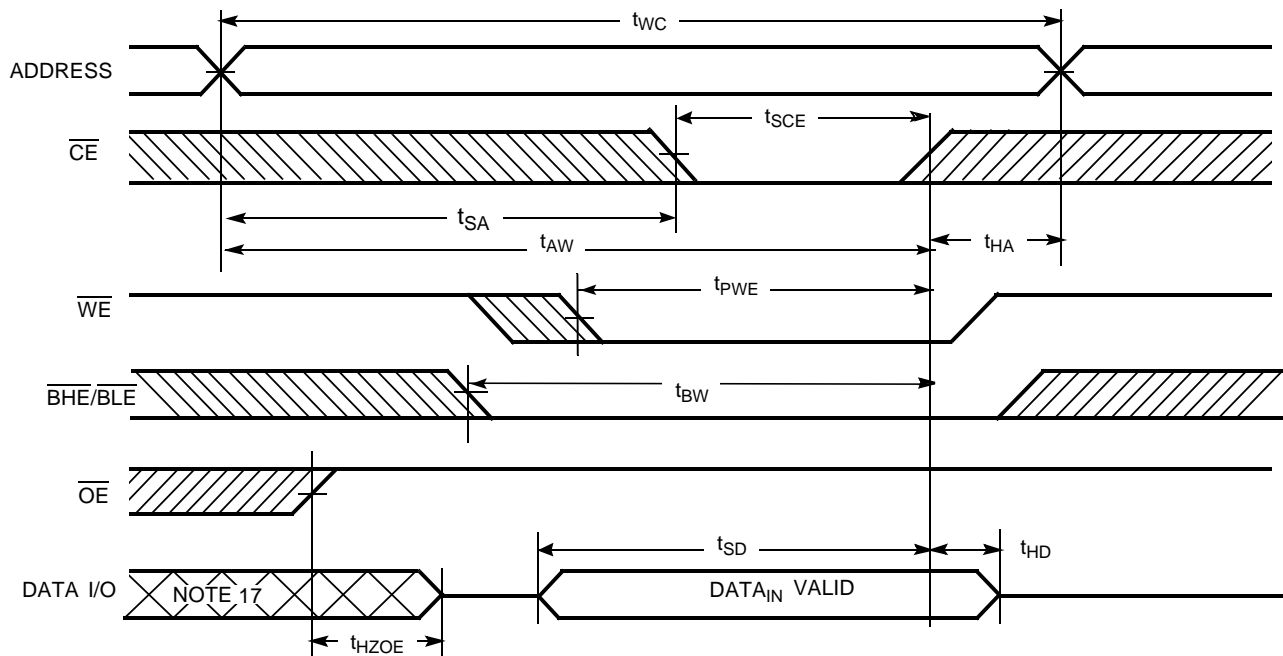 tWC
ADDRESS
tSCE
CE
tSA
tAW
tHA
tPWE
WE
tBW
BHE/BLE
OE
tSD
tHD
DATA I/O NOTE 17 DATAIN VALID
tHZOE